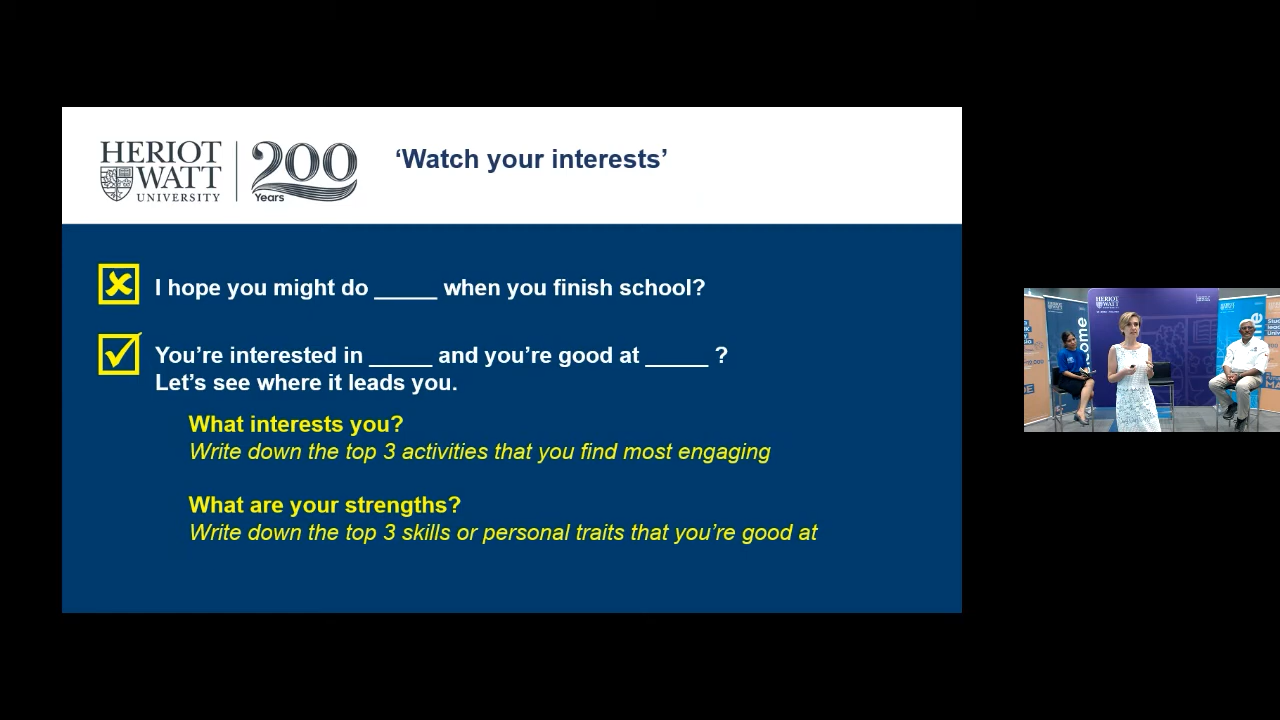 HERIOT
WATT
UNIVERSITY
200
Years
‘Watch your interests’
I hope you might do _____ when you finish school?
You’re interested in _____ and you’re good at _____ ?
Let’s see where it leads you.
What interests you?
Write down the top 3 activities that you find most engaging
What are your strengths?
Write down the top 3 skills or personal traits that you’re good at
HERIOT
WATT